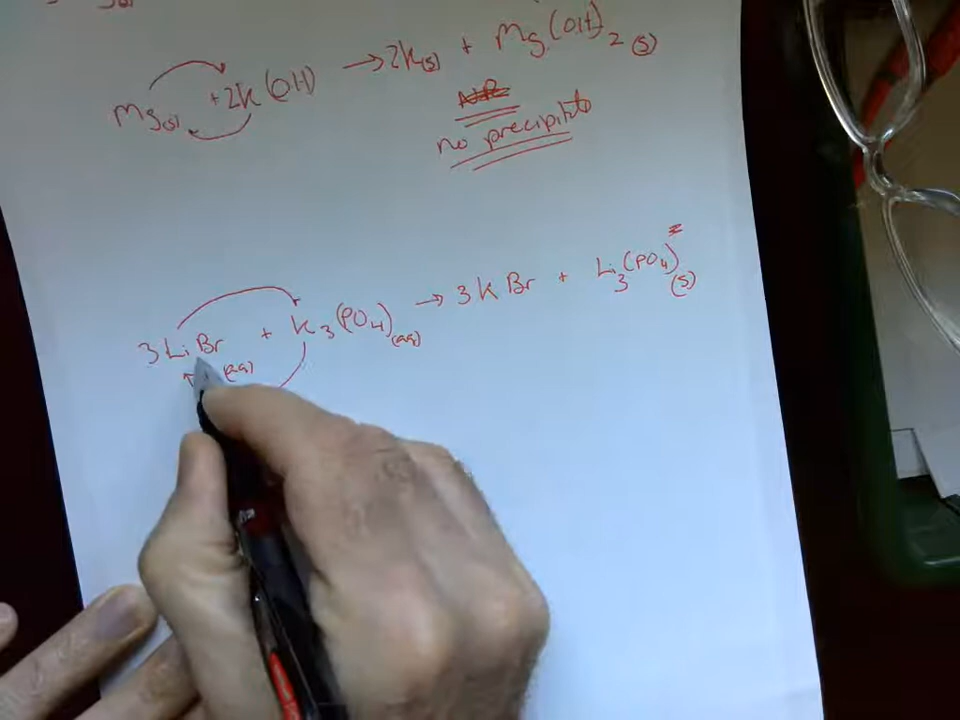 Mg(s) + 2K(OH) → 2K(s) + Mg(OH)2 (s)
no precipitate
3LiBr (aq) + K3(PO4)(aq) → 3KBr + Li3(PO4)(s)